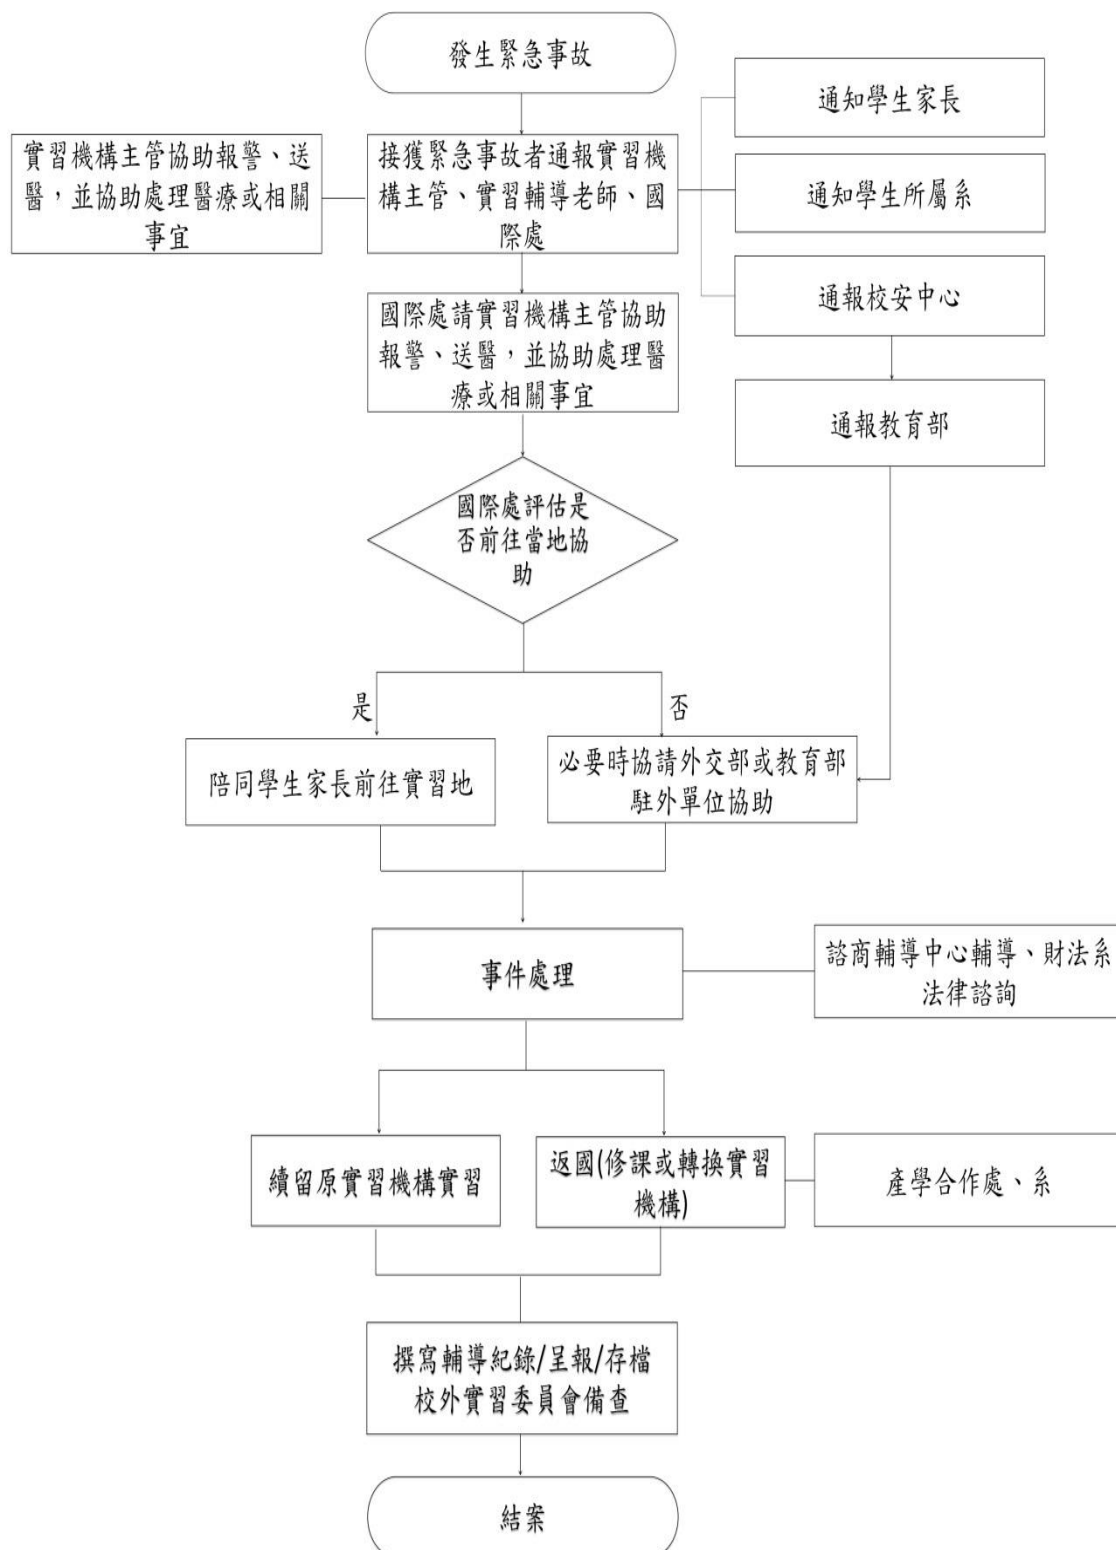 發生緊急事故
通知學生家長
實習機構主管協助報警、送
醫，並協助處理醫療或相關
事宜
接獲緊急事故者通報實習機
構主管、實習輔導老師、國
際處
通知學生所屬系
通報校安中心
國際處請實習機構主管協助
報警、送醫，並協助處理醫
療或相關事宜
通報教育部
國際處評估是
否前往當地協
助
是
否
陪同學生家長前往實習地
必要時協請外交部或教育部
駐外單位協助
事件處理
諮商輔導中心輔導、財法系
法律諮詢
續留原實習機構實習
返國(修課或轉換實習
機構)
產學合作處、系
撰寫輔導紀錄/呈報/存檔
校外實習委員會備查
結案